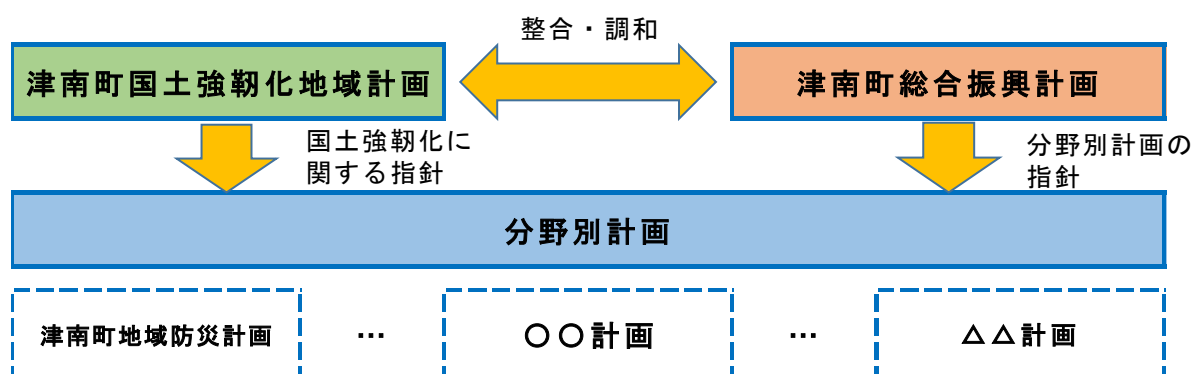 整合・調和
津南町国土強靭化地域計画
津南町総合振興計画
国土強靭化に
関する指針
分野別計画の
指針
分野別計画
津南町地域防災計画
…
〇〇計画
…
△△計画